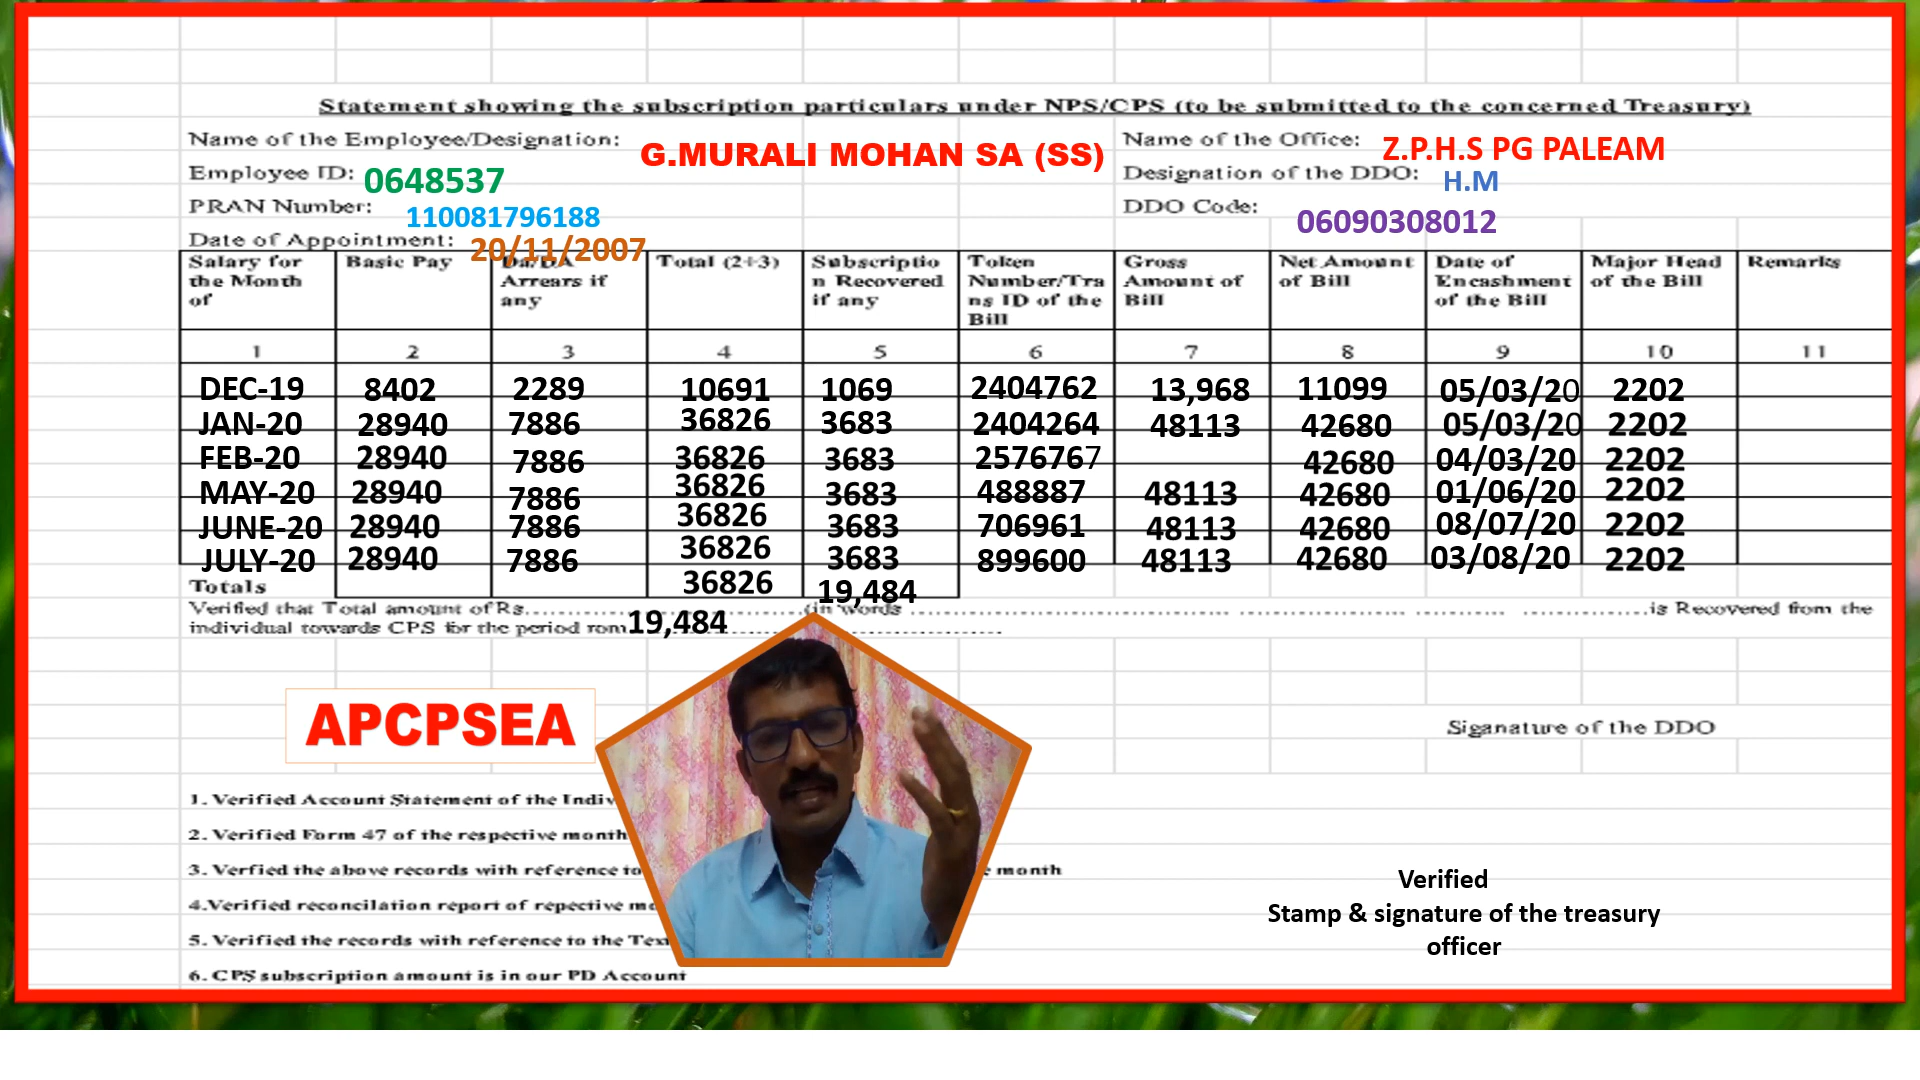 Statement showing the subscription particulars under NPS/CPS (to be submitted to the concerned Treasury)
Name of the Employee/Designation: G.MURALI MOHAN SA (SS) Name of the Office: Z.P.H.S PG PALEAM
Employee ID: 0648537 Designation of the DDO: H.M
PRAN Number: 110081796188 DDO Code: 06090308012
Date of Appointment: 20/11/2007
Salary for the Month of Basic Pay Da/DA Arrears if any Total (2+3) Subscriptio n Recovered if any Token Number/Tra ns ID of the Bill Gross Amount of Bill Net Amount of Bill Date of Encashment of the Bill Major Head of the Bill Remarks
1 2 3 4 5 6 7 8 9 10 11
DEC-19 8402 2289 10691 1069 2404762 13,968 11099 05/03/20 2202
JAN-20 28940 7886 36826 3683 2404264 48113 42680 05/03/20 2202
FEB-20 28940 7886 36826 3683 2576767 42680 04/03/20 2202
MAY-20 28940 7886 36826 3683 488887 48113 42680 01/06/20 2202
JUNE-20 28940 7886 36826 3683 706961 48113 42680 08/07/20 2202
JULY-20 28940 7886 36826 3683 899600 48113 42680 03/08/20 2202
Totals 36826 19,484
Verified that Total amount of Rs..............................(in words ...............................................................is Recovered from the
individual towards CPS for the period rom 19,484......................................
APCPSEA
Siganature of the DDO
1. Verified Account Statement of the
2. Verified Form 47 of the respective month
3. Verfied the above records with reference to month
4.Verified reconcilation report of repective
5. Verified the records with reference to the
6. CPS subscription amount is in our PD Account
Verified
Stamp & signature of the treasury
officer